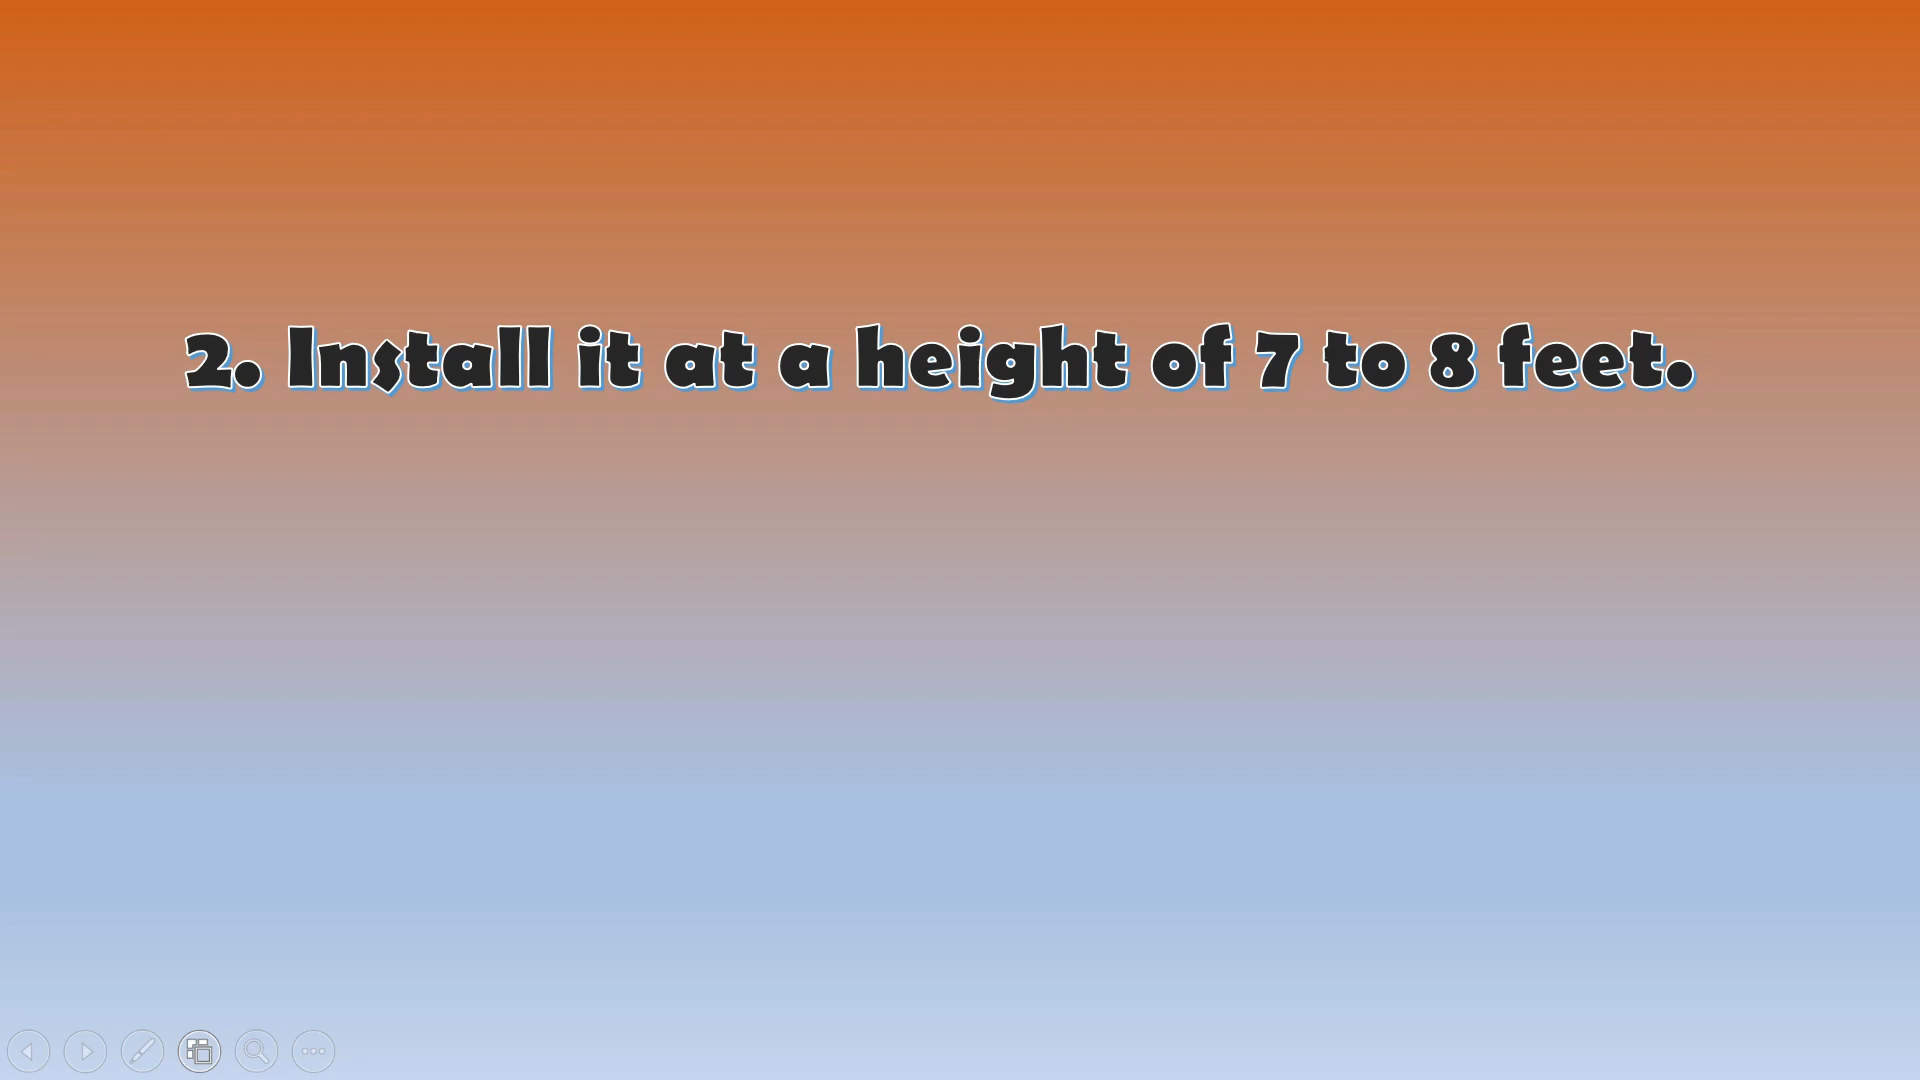 2. Install it at a height of 7 to 8 feet.